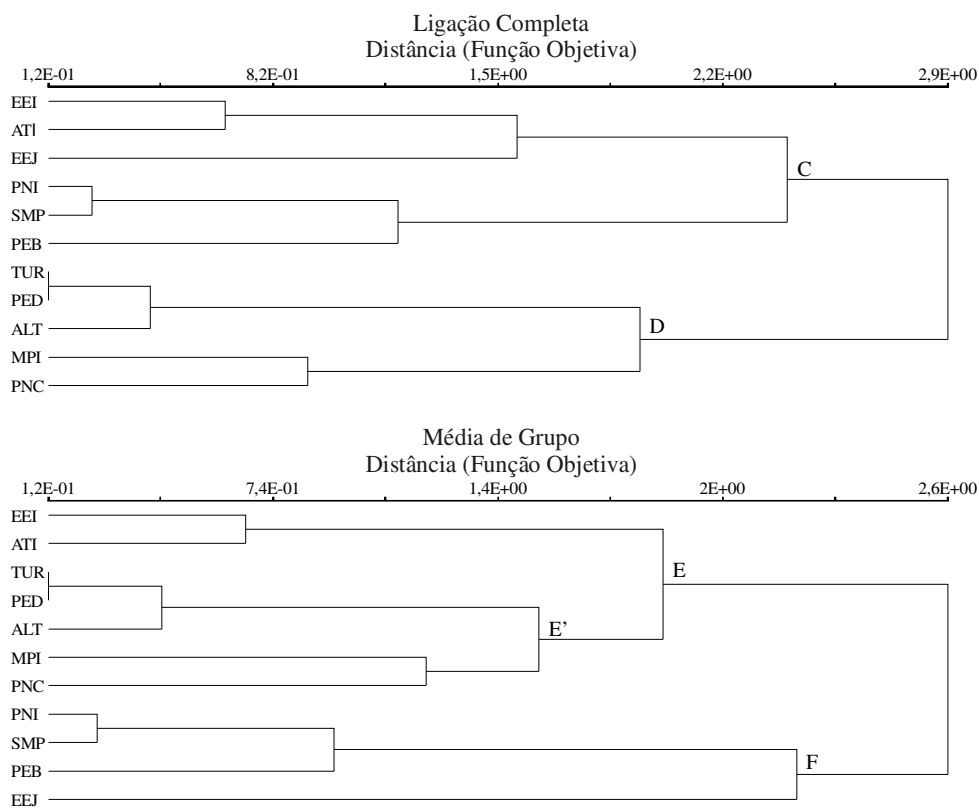 Ligação Completa
Distância (Função Objetiva)
1,2E-01 8,2E-01 1,5E+00 2,2E+00 2,9E+00
EEI
ATI
EEJ
PNI
SMP
PEB
TUR
PED
ALT
MPI
PNC
C
D
Média de Grupo
Distância (Função Objetiva)
1,2E-01 7,4E-01 1,4E+00 2E+00 2,6E+00
EEI
ATI
TUR
PED
ALT
MPI
PNC
PNI
SMP
PEB
EEJ
E
E’
F